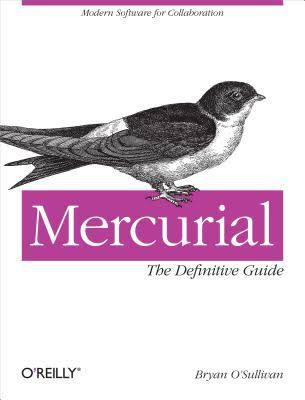 Modern Software for Collaboration
Mercurial
The Definitive Guide
O'REILLY®
Bryan O'Sullivan